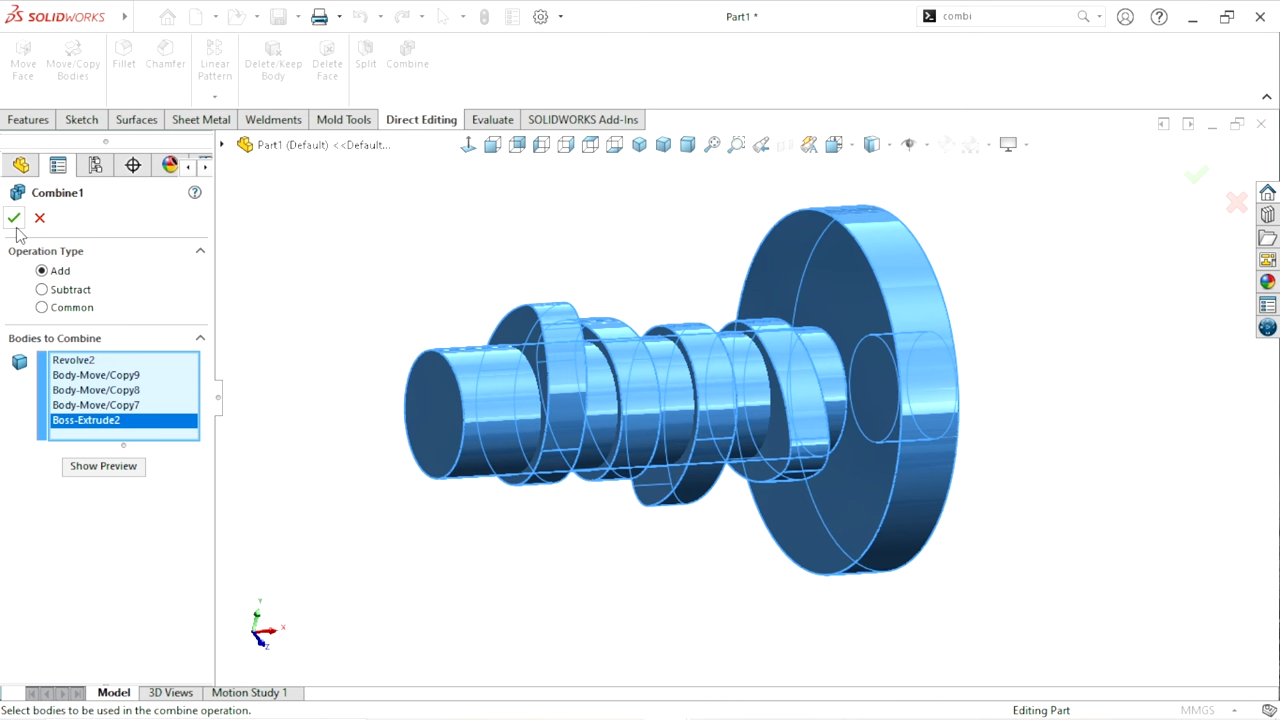 SOLIDWORKS
Part1 *
combi
Move Face
Move/Copy Bodies
Fillet
Chamfer
Linear Pattern
Delete/Keep Body
Delete Face
Split
Combine
Features
Sketch
Surfaces
Sheet Metal
Weldments
Mold Tools
Direct Editing
Evaluate
SOLIDWORKS Add-Ins
Part1 (Default) <<Default...
Combine1
Operation Type
Add
Subtract
Common
Bodies to Combine
Revolve2
Body-Move/Copy9
Body-Move/Copy8
Body-Move/Copy7
Boss-Extrude2
Show Preview
Y
X
Z
Model
3D Views
Motion Study 1
Select bodies to be used in the combine operation.
Editing Part
MMGS